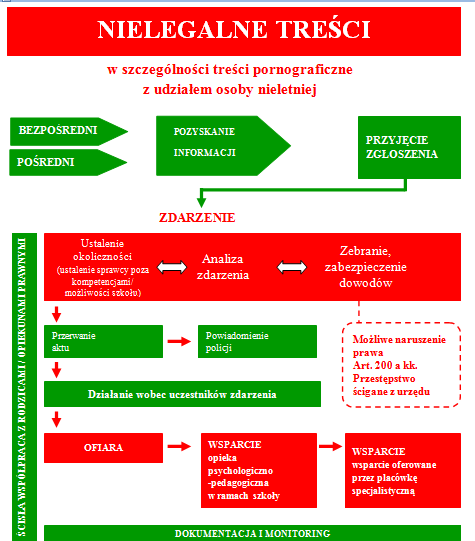 NIELEGALNE TREŚCI
w szczególności treści pornograficzne
z udziałem osoby nieletniej
BEZPOŚREDNI
POŚREDNI
POZYSKANIE
INFORMACJI
PRZYJĘCIE
ZGŁOSZENIA
ZDARZENIE
ŚCISŁA WSPÓŁPRACA Z RODZICAMI / OPIEKUNAMI PRAWNYMI
Ustalenie
okoliczności
(ustalenie sprawcy poza
kompetencjami/
możliwości szkołu)
Analiza
zdarzenia
Zebranie,
zabezpieczenie
dowodów
Przerwanie
aktu
Powiadomienie
policji
Możliwe naruszenie
prawa
Art. 200 a kk.
Przestępstwo
ścigane z urzędu
Działanie wobec uczestników zdarzenia
OFIARA
WSPARCIE
opieka
psychologiczno
-pedagogiczna
w ramach szkoły
WSPARCIE
wsparcie oferowane
przez placówkę
specjalistyczną
DOKUMENTACJA I MONITORING